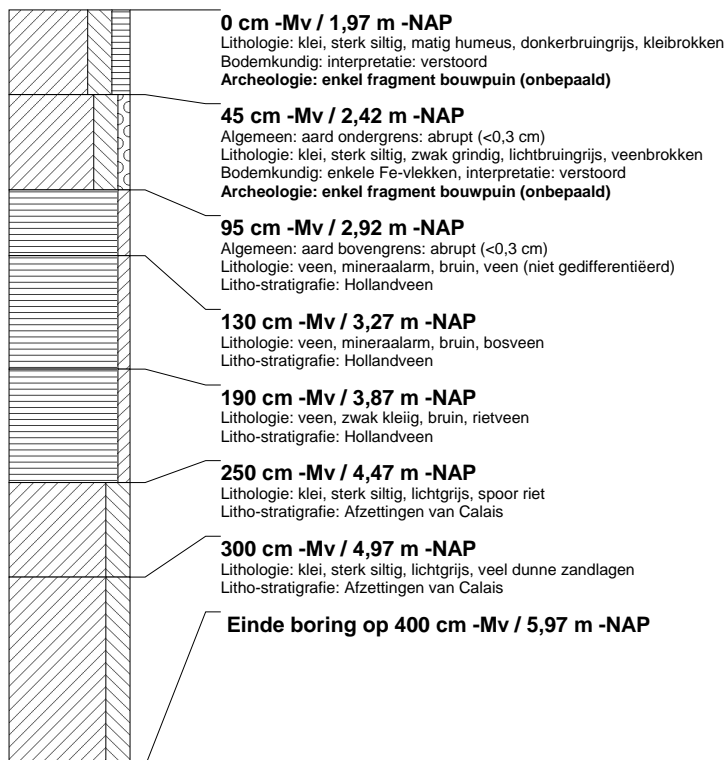 0 cm -Mv / 1,97 m -NAP
Lithologie: klei, sterk siltig, matig humeus, donkerbruingrijs, kleibrokken
Bodemkundig: interpretatie: verstoord
Archeologie: enkel fragment bouwpuin (onbepaald)
45 cm -Mv / 2,42 m -NAP
Algemeen: aard ondergrens: abrupt (<0,3 cm)
Lithologie: klei, sterk siltig, zwak grindig, lichtbruingrijs, veenbrokken
Bodemkundig: enkele Fe-vlekken, interpretatie: verstoord
Archeologie: enkel fragment bouwpuin (onbepaald)
95 cm -Mv / 2,92 m -NAP
Algemeen: aard bovengrens: abrupt (<0,3 cm)
Lithologie: veen, mineraalarm, bruin, veen (niet gedifferentiëerd)
Litho-stratigrafie: Hollandveen
130 cm -Mv / 3,27 m -NAP
Lithologie: veen, mineraalarm, bruin, bosveen
Litho-stratigrafie: Hollandveen
190 cm -Mv / 3,87 m -NAP
Lithologie: veen, zwak kleiig, bruin, rietveen
Litho-stratigrafie: Hollandveen
250 cm -Mv / 4,47 m -NAP
Lithologie: klei, sterk siltig, lichtgrijs, spoor riet
Litho-stratigrafie: Afzettingen van Calais
300 cm -Mv / 4,97 m -NAP
Lithologie: klei, sterk siltig, lichtgrijs, veel dunne zandlagen
Litho-stratigrafie: Afzettingen van Calais
Einde boring op 400 cm -Mv / 5,97 m -NAP